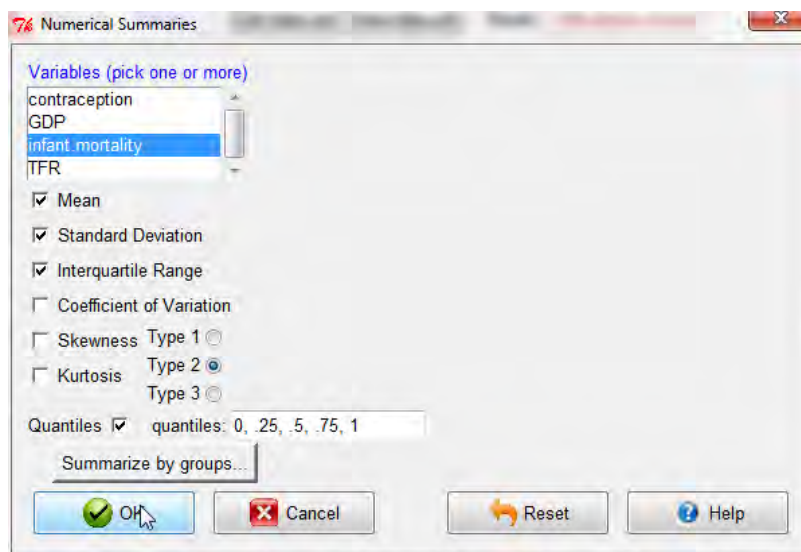 Numerical Summaries
Variables (pick one or more)
contraception
GDP
infant.mortality
TFR
Mean
Standard Deviation
Interquartile Range
Coefficient of Variation
Skewness Type 1
Kurtosis Type 2
Type 3
Quantiles quantiles: 0, .25, .5, .75, 1
Summarize by groups...
OK Cancel Reset Help